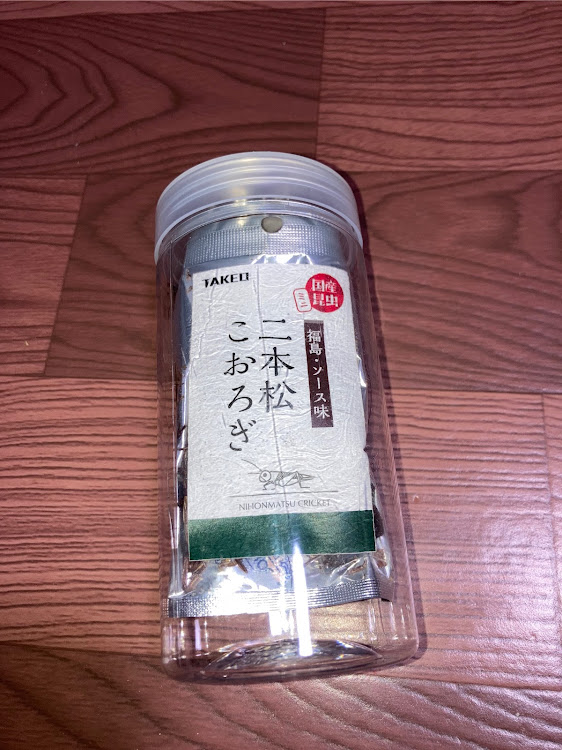 TAKEO
国産
昆虫
ミニ
福島・ソース味
二本松
こおろぎ
NIHONMATSU CRICKET